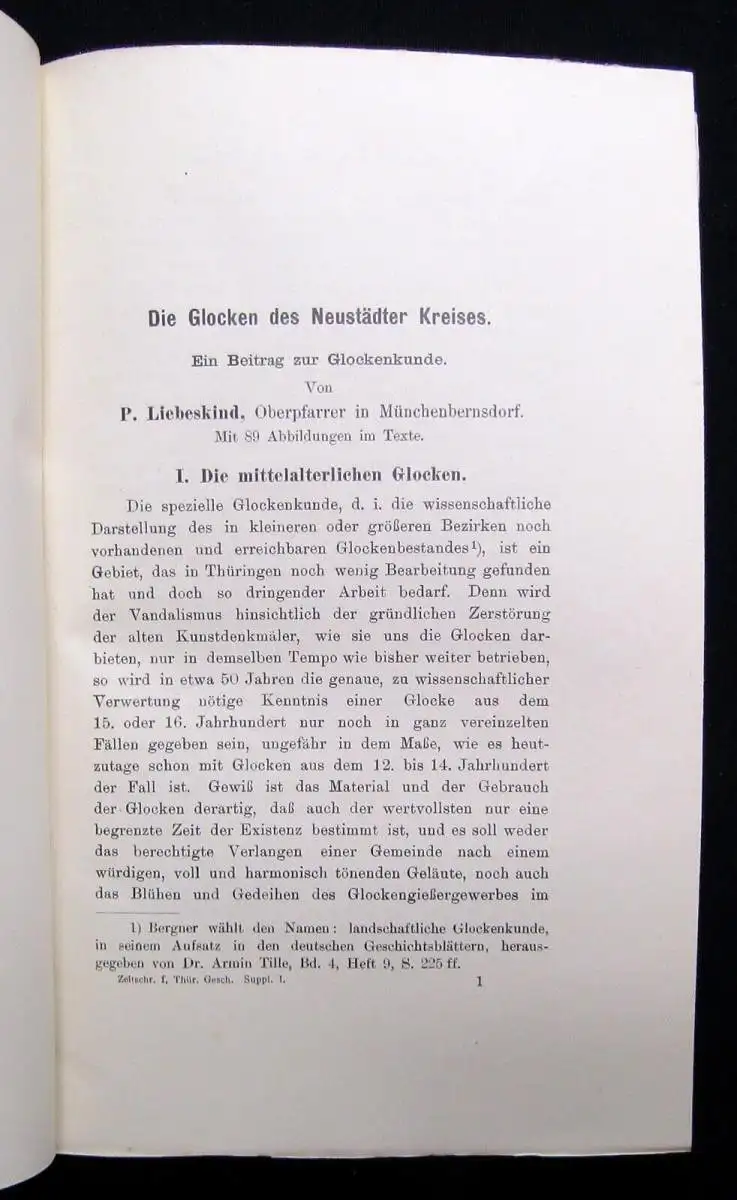 Die Glocken des Neustädter Kreises.
Ein Beitrag zur Glockenkunde.
Von
P. Liebeskind, Oberpfarrer in Münchenbernsdorf.
Mit 89 Abbildungen im Texte.
I. Die mittelalterlichen Glocken.
Die spezielle Glockenkunde, d. i. die wissenschaftliche
Darstellung des in kleineren oder größeren Bezirken noch
vorhandenen und erreichbaren Glockenbestandes¹), ist ein
Gebiet, das in Thüringen noch wenig Bearbeitung gefunden
hat und doch so dringender Arbeit bedarf. Denn wird
der Vandalismus hinsichtlich der gründlichen Zerstörung
der alten Kunstdenkmäler, wie sie uns die Glocken dar-
bieten, nur in demselben Tempo wie bisher weiter betrieben,
so wird in etwa 50 Jahren die genaue, zu wissenschaftlicher
Verwertung nötige Kenntnis einer Glocke aus dem
15. oder 16. Jahrhundert nur noch in ganz vereinzelten
Fällen gegeben sein, ungefähr in dem Maße, wie es heut-
zutage schon mit Glocken aus dem 12. bis 14. Jahrhundert
der Fall ist. Gewiß ist das Material und der Gebrauch
der Glocken derartig, daß auch der wertvollsten nur eine
begrenzte Zeit der Existenz bestimmt ist, und es soll weder
das berechtigte Verlangen einer Gemeinde nach einem
würdigen, voll und harmonisch tönenden Geläute, noch auch
das Blühen und Gedeihen des Glockengießergewerbes im
1) Bergner wählt den Namen: landschaftliche Glockenkunde,
in seinem Aufsatz in den deutschen Geschichtsblättern, heraus-
gegeben von Dr. Armin Tille, Bd. 4, Heft 9, S. 225 ff.
Zeitschr. f. Thür. Gesch. Suppl. I.
1